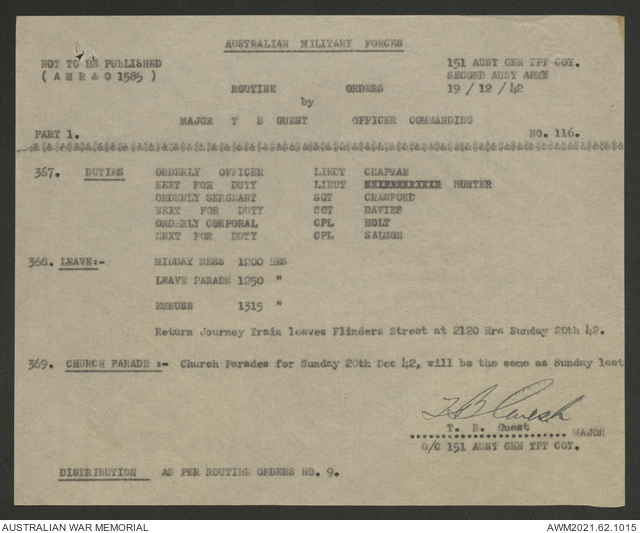 AUSTRALIAN MILITARY FORCES
NOT TO BE PUBLISHED
151 AUST GEN TPT COY.
( A M R & O 1585 )
SECOND AUST ARMY
ROUTINE ORDERS
19 / 12 / 42
by
MAJOR T B GUEST OFFICER COMMANDING
PART 1.
NO. 116.
367. DUTIES ORDERLY OFFICER LIEUT CHAPMAN
NEXT FOR DUTY LIEUT HUNTER
ORDERLY SERGEANT SGT CRAWFORD
NEXT FOR DUTY SGT DAVIES
ORDERLY CORPORAL CPL HOLT
NEXT FOR DUTY CPL SALMON
368. LEAVE:- MIDDAY MESS 1200 HRS
LEAVE PARADE 1250 "
EMBUSS 1315 "
Return Journey Train leaves Flinders Street at 2120 Hrs Sunday 20th 42.
369. CHURCH PARADE :- Church Parades for Sunday 20th Dec 42, will be the same as Sunday last
T B Guest
T. B. Guest MAJOR
O/C 151 AUST GEN TPT COY.
DISTRIBUTION AS PER ROUTINE ORDERS NO. 9.
AUSTRALIAN WAR MEMORIAL
AWM2021.62.1015